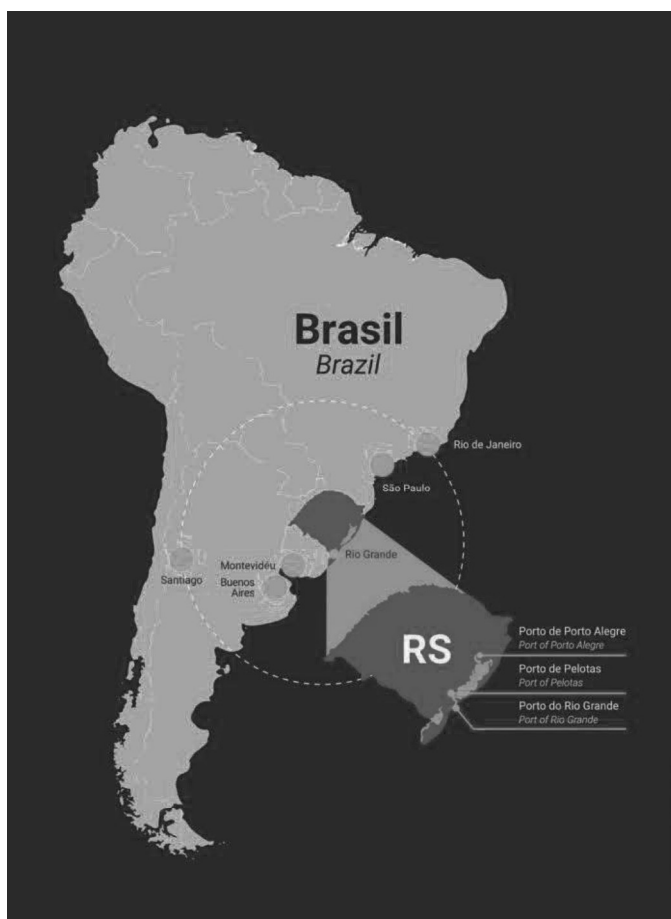 Brasil
Brazil
Rio de Janeiro
São Paulo
Rio Grande
Montevidéu
Santiago
Buenos
Aires
RS
Porto de Porto Alegre
Port of Porto Alegre
Porto de Pelotas
Port of Pelotas
Porto do Rio Grande
Port of Rio Grande